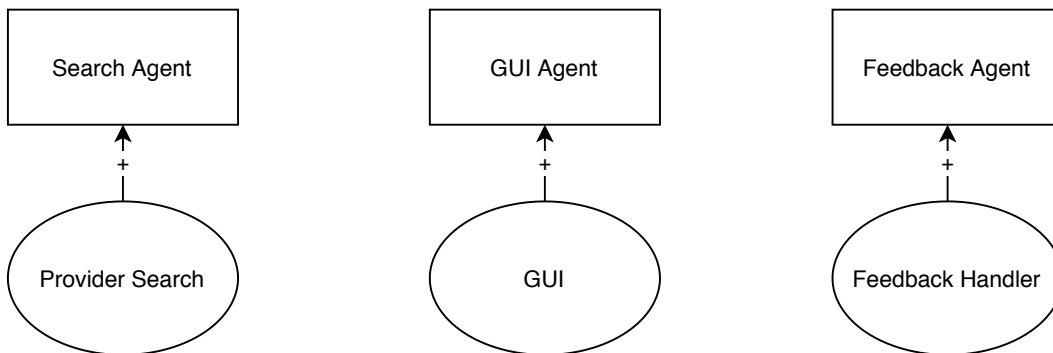 Search Agent
GUI Agent
Feedback Agent
+
+
+
Provider Search
GUI
Feedback Handler